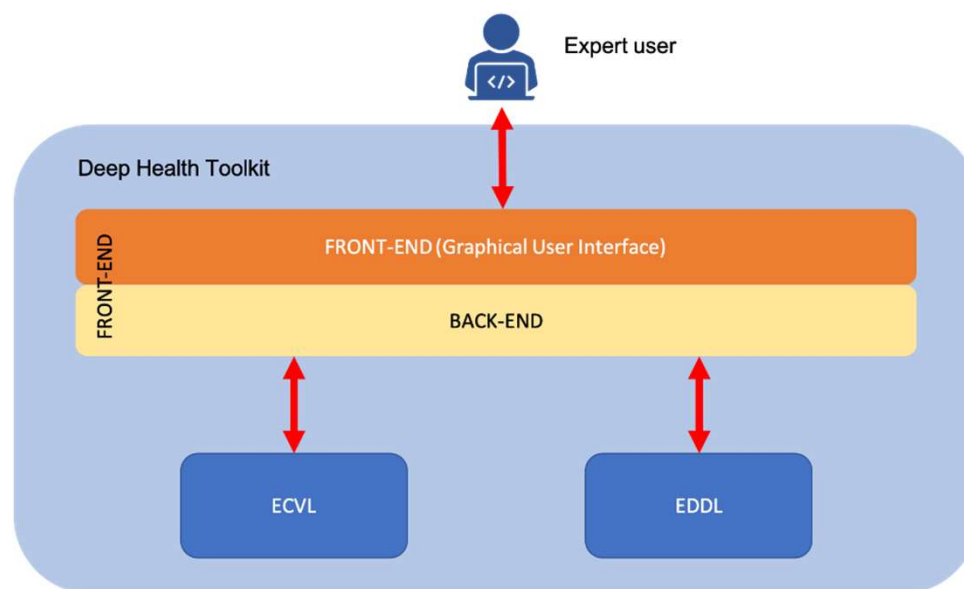 Expert user
</>
Deep Health Toolkit
FRONT-END
FRONT-END (Graphical User Interface)
BACK-END
ECVL
EDDL